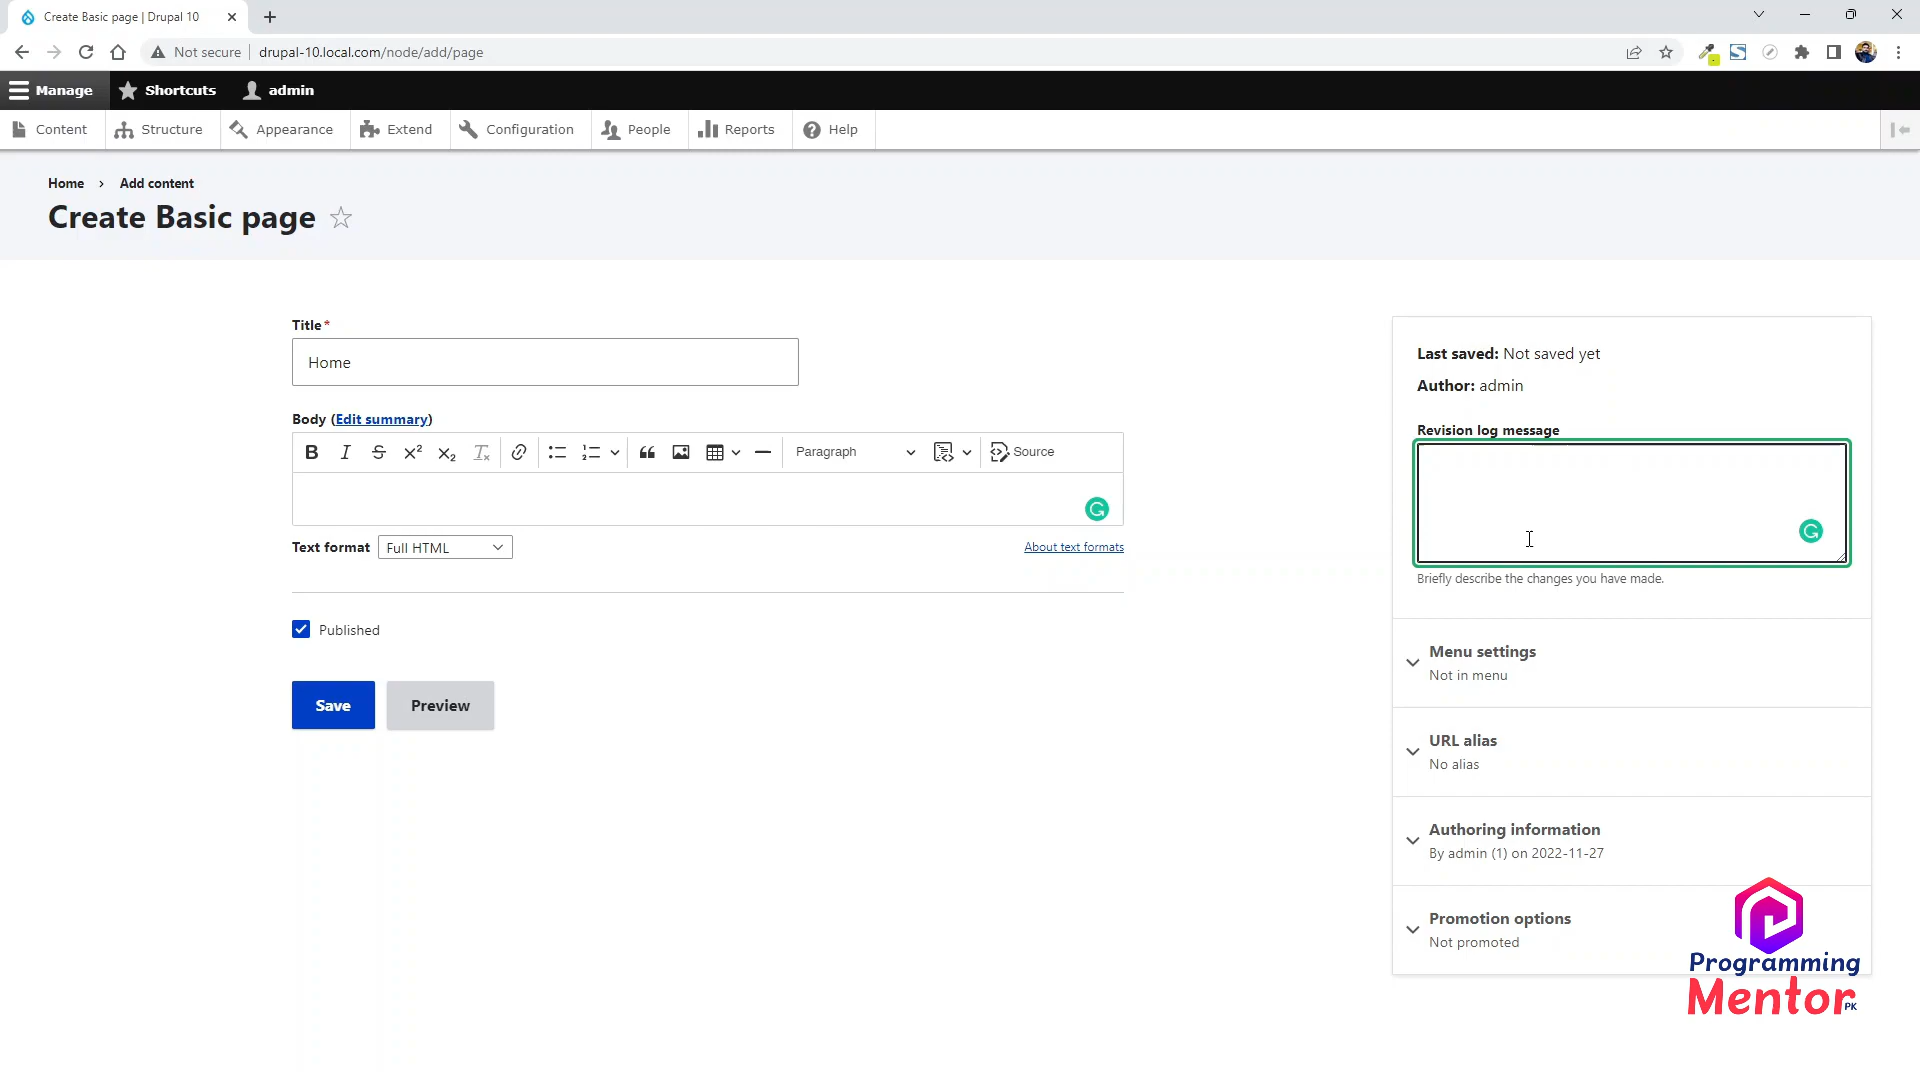 Create Basic page | Drupal 10
Not secure drupal-10.local.com/node/add/page
Manage Shortcuts admin
Content Structure Appearance Extend Configuration People Reports Help
Home › Add content
Create Basic page
Title*
Home
Body (Edit summary)
Paragraph Source
Text format Full HTML About text formats
Published
Save Preview
Last saved: Not saved yet
Author: admin
Revision log message
Briefly describe the changes you have made.
Menu settings
Not in menu
URL alias
No alias
Authoring information
By admin (1) on 2022-11-27
Promotion options
Not promoted
Programming
Mentor PK